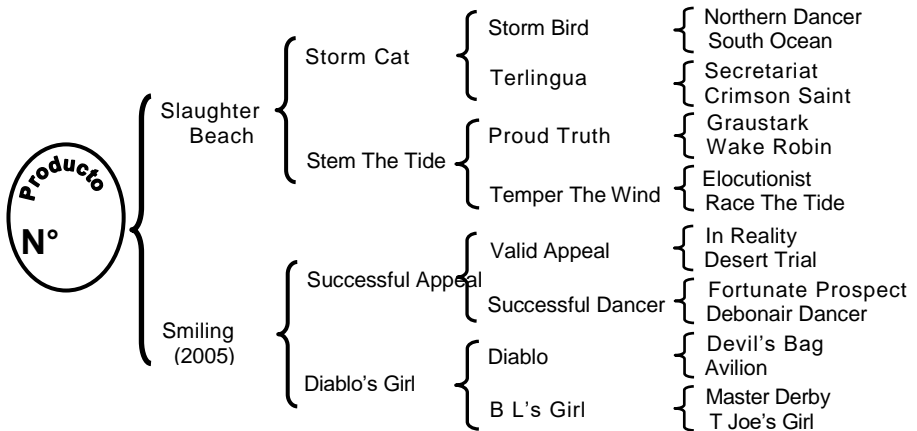 Producto
N°
Slaughter
Beach
Smiling
(2005)
Storm Cat
Stem The Tide
Successful Appeal
Diablo's Girl
Storm Bird
Terlingua
Proud Truth
Temper The Wind
Valid Appeal
Successful Dancer
Diablo
B L's Girl
Northern Dancer
South Ocean
Secretariat
Crimson Saint
Graustark
Wake Robin
Elocutionist
Race The Tide
In Reality
Desert Trial
Fortunate Prospect
Debonair Dancer
Devil's Bag
Avilion
Master Derby
T Joe's Girl